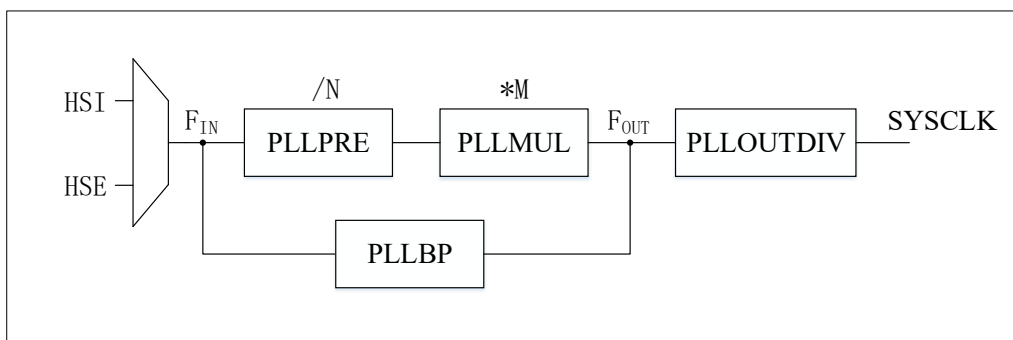 /N *M
HSI
F_IN F_OUT SYSCLK
PLLPRE PLLMUL PLLOUTDIV
HSE
PLLBP